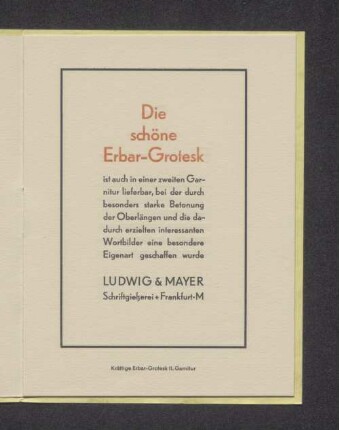 Die
schöne
Erbar-Grotesk
ist auch in einer zweiten Gar-
nitur lieferbar, bei der durch
besonders starke Betonung
der Oberlängen und die da-
durch erzielten interessanten
Wortbilder eine besondere
Eigenart geschaffen wurde
LUDWIG & MAYER
Schriftgießerei • Frankfurt-M
Kräftige Erbar-Grotesk II. Garnitur